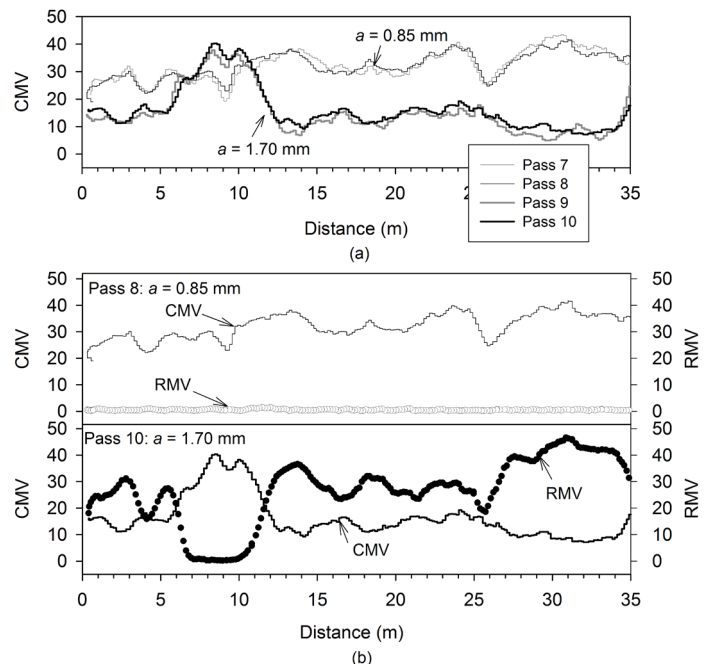 50
40
30
20
10
0
CMV
a = 0.85 mm
a = 1.70 mm
0 5 10 15 20 25 30 35
Distance (m)
Pass 7
Pass 8
Pass 9
Pass 10
(a)
50
40
30
20
10
0
CMV
Pass 8: a = 0.85 mm
CMV
RMV
50
40
30
20
10
0
RMV
50
40
30
20
10
0
CMV
Pass 10: a = 1.70 mm
RMV
CMV
50
40
30
20
10
0
RMV
0 5 10 15 20 25 30 35
Distance (m)
(b)